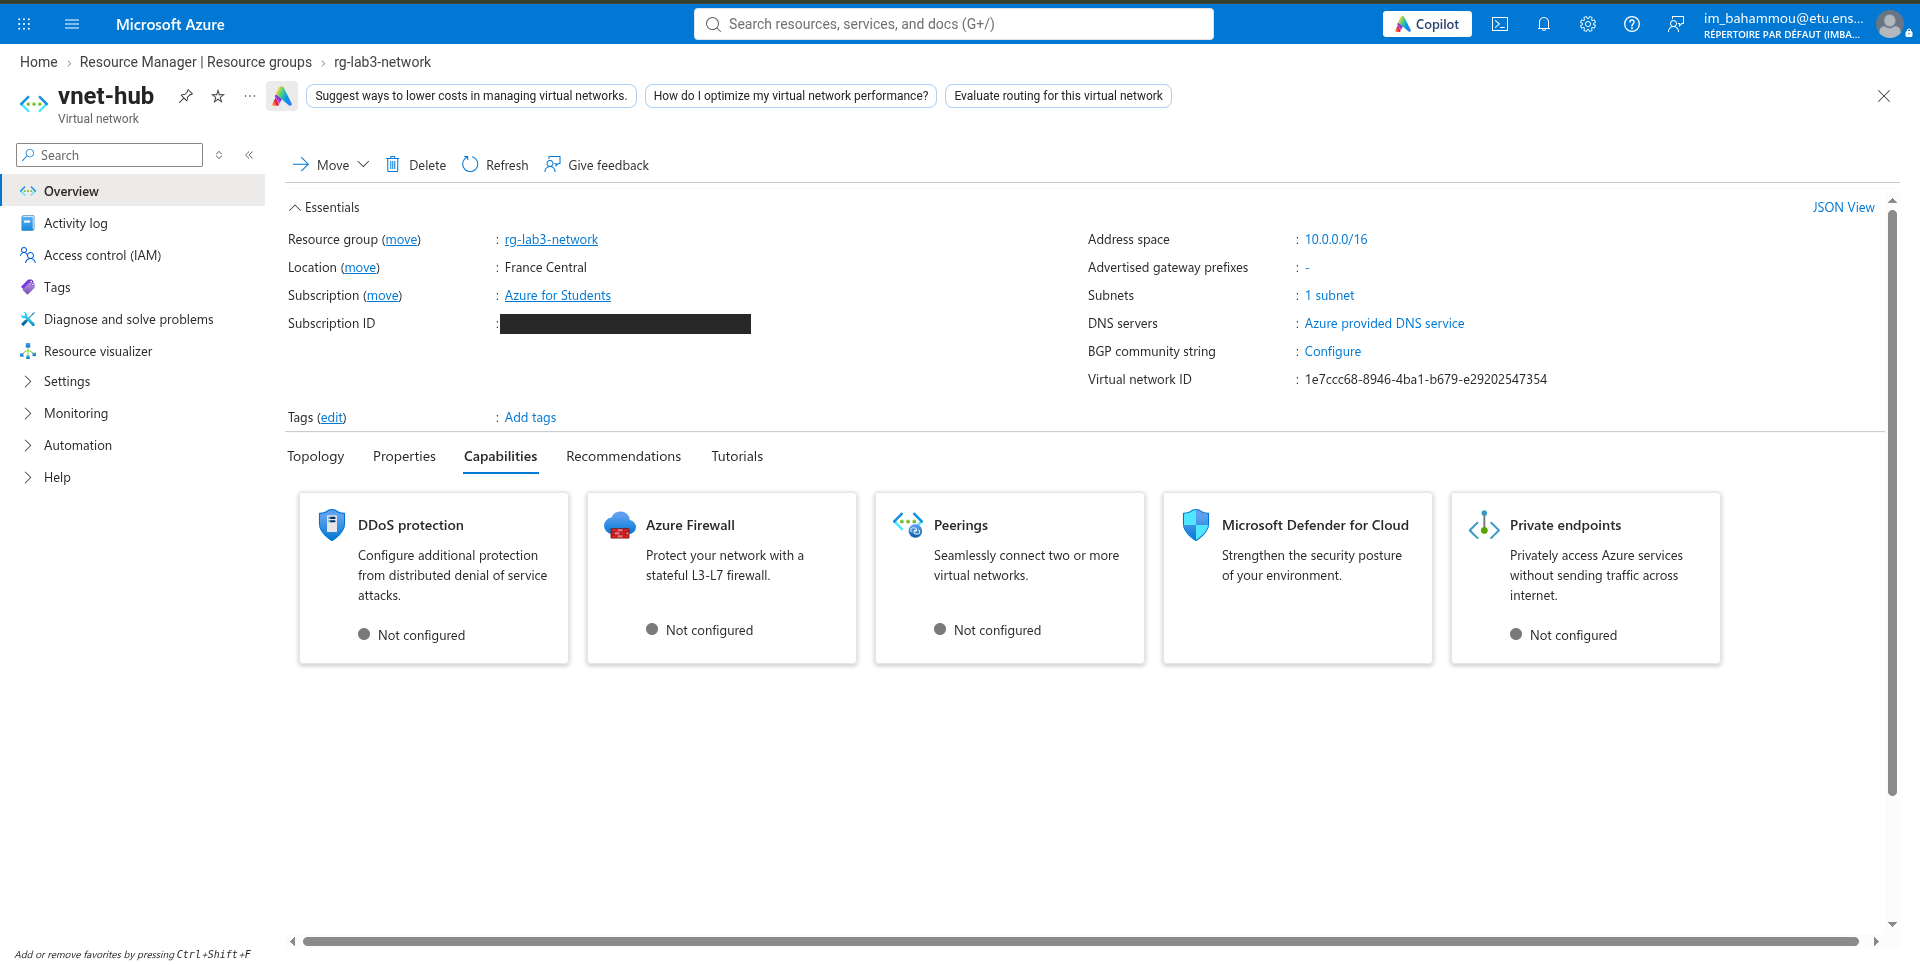 Microsoft Azure
Search resources, services, and docs (G+/)
Copilot
im_bahammou@etu.ens...
RÉPERTOIRE PAR DÉFAUT (IMBA...
Home > Resource Manager | Resource groups > rg-lab3-network
vnet-hub
Virtual network
Suggest ways to lower costs in managing virtual networks.
How do I optimize my virtual network performance?
Evaluate routing for this virtual network
Search
Overview
Activity log
Access control (IAM)
Tags
Diagnose and solve problems
Resource visualizer
Settings
Monitoring
Automation
Help
Add or remove favorites by pressing Ctrl+Shift+F
Move
Delete
Refresh
Give feedback
Essentials
JSON View
Resource group (move) : rg-lab3-network
Location (move) : France Central
Subscription (move) : Azure for Students
Subscription ID :
Address space : 10.0.0.0/16
Advertised gateway prefixes : -
Subnets : 1 subnet
DNS servers : Azure provided DNS service
BGP community string : Configure
Virtual network ID : 1e7ccc68-8946-4ba1-b679-e29202547354
Tags (edit) : Add tags
Topology
Properties
Capabilities
Recommendations
Tutorials
DDoS protection
Configure additional protection
from distributed denial of service
attacks.
Not configured
Azure Firewall
Protect your network with a
stateful L3-L7 firewall.
Not configured
Peerings
Seamlessly connect two or more
virtual networks.
Not configured
Microsoft Defender for Cloud
Strengthen the security posture
of your environment.
Private endpoints
Privately access Azure services
without sending traffic across
internet.
Not configured